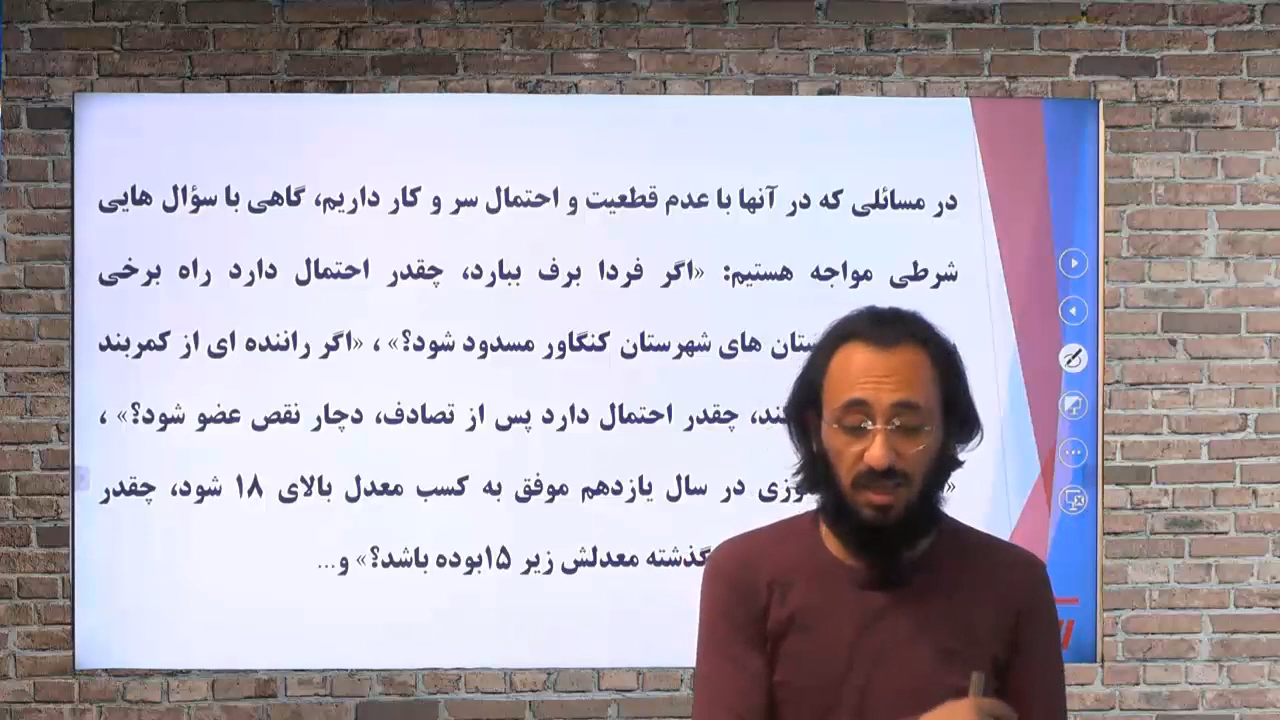 در مسائلی که در آنها با عدم قطعیت و احتمال سر و کار داریم، گاهی با سؤال هایی
شرطی مواجه هستیم: «اگر فردا برف ببارد، چقدر احتمال دارد راه برخی
های شهرستان کنگاور مسدود شود؟» ، «اگر راننده ای از کمربند
چقدر احتمال دارد پس از تصادف، دچار نقص عضو شود؟» ،
« در سال یازدهم موفق به کسب معدل بالای ۱۸ شود، چقدر
گذشته معدلش زیر ۱۵بوده باشد؟» و...